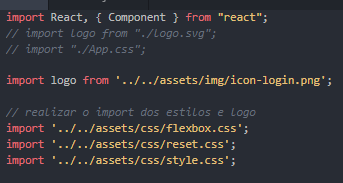 import React, { Component } from "react";
// import logo from "./logo.svg";
// import "./App.css";
import logo from '../../assets/img/icon-login.png';
// realizar o import dos estilos e logo
import '../../assets/css/flexbox.css';
import '../../assets/css/reset.css';
import '../../assets/css/style.css';